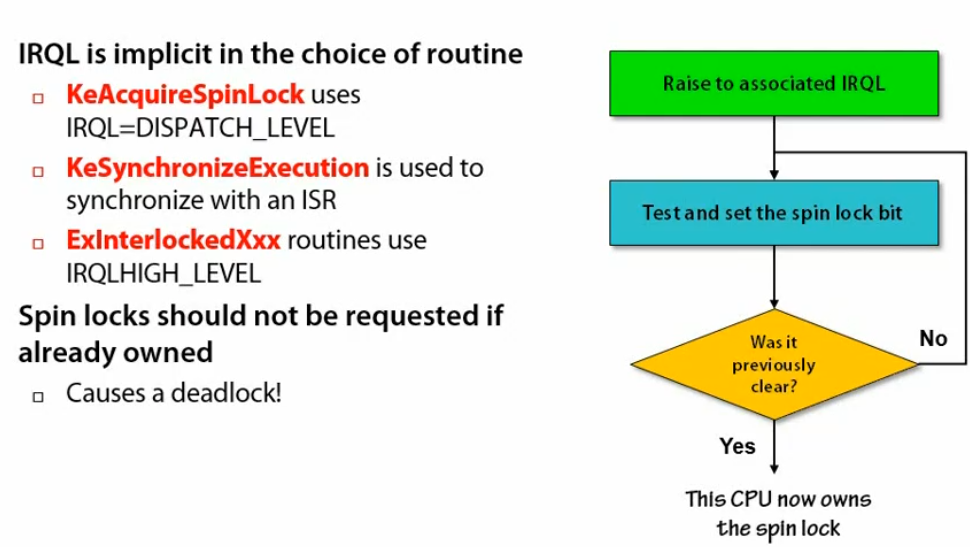 IRQL is implicit in the choice of routine
KeAcquireSpinLock uses
IRQL=DISPATCH_LEVEL
KeSynchronizeExecution is used to
synchronize with an ISR
ExInterlockedXxx routines use
IRQLHIGH_LEVEL
Spin locks should not be requested if
already owned
Causes a deadlock!
Raise to associated IRQL
Test and set the spin lock bit
Was it
previously
clear?
No
Yes
This CPU now owns
the spin lock